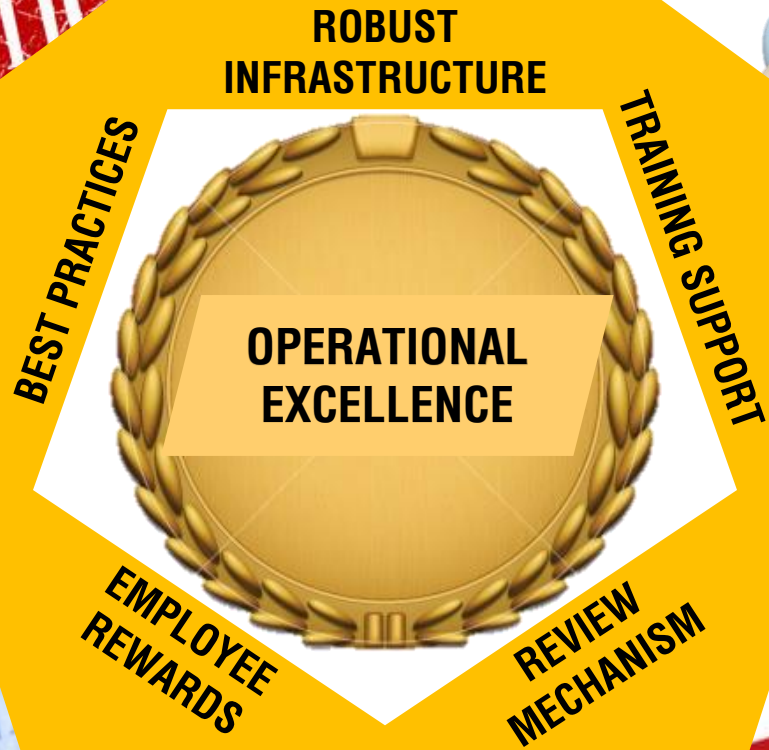 ROBUST
INFRASTRUCTURE
TRAINING SUPPORT
BEST PRACTICES
OPERATIONAL
EXCELLENCE
EMPLOYEE
REWARDS
REVIEW
MECHANISM